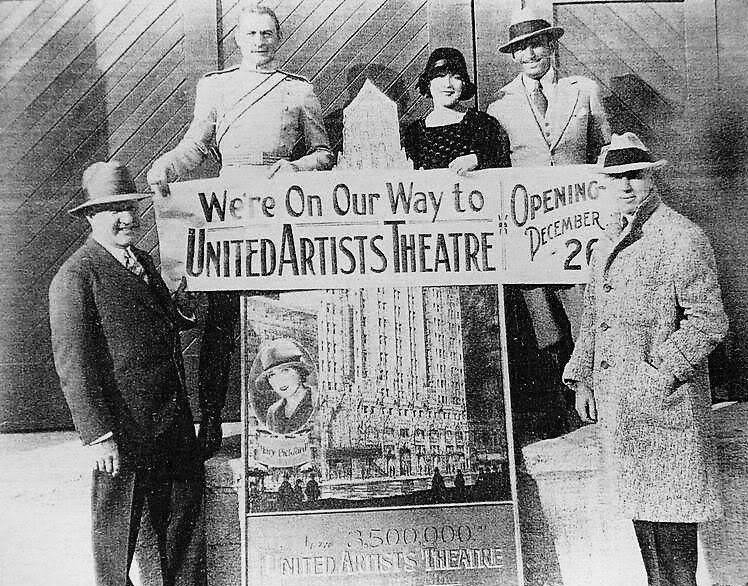 We're On Our Way to
UNITED ARTISTS THEATRE
OPENING
DECEMBER
26
Mary Pickford
3,500,000
UNITED ARTISTS THEATRE